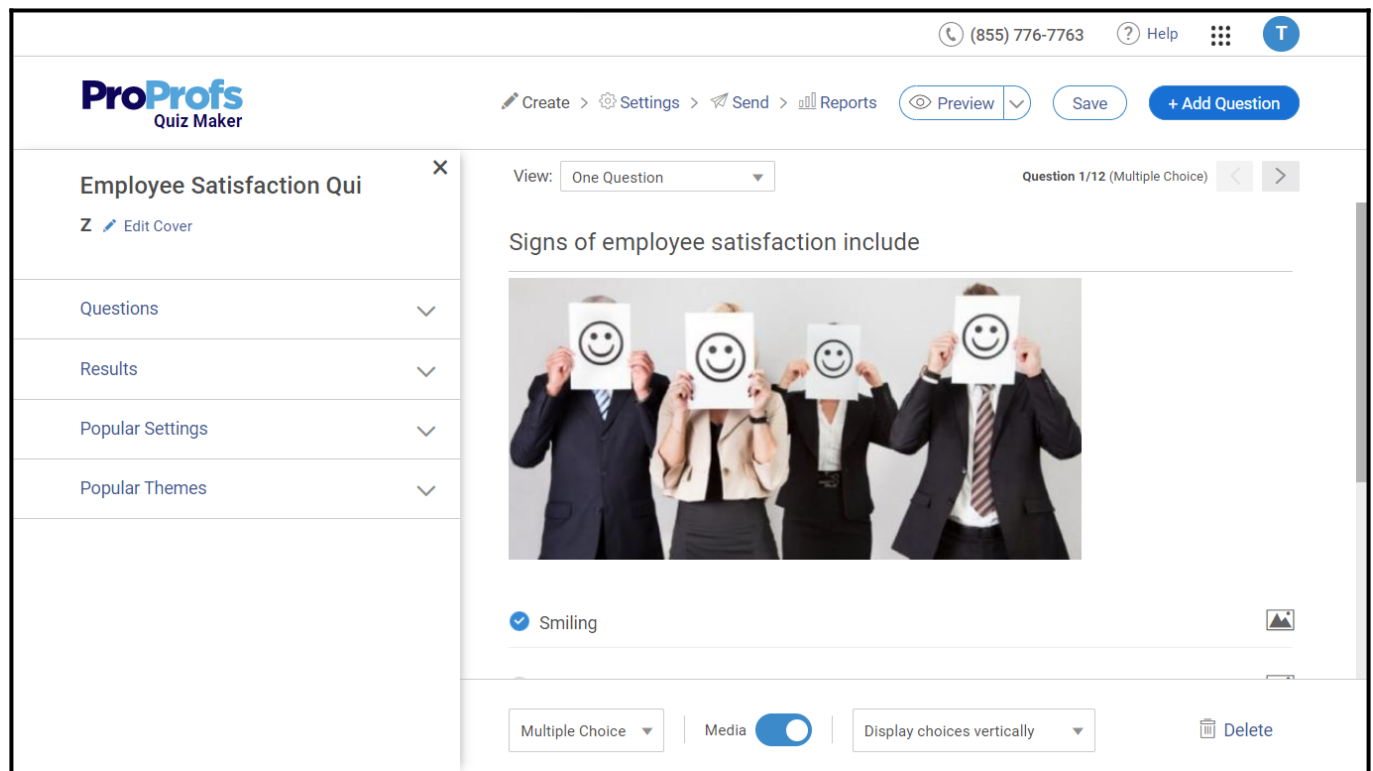 (855) 776-7763 Help T
ProProfs
Quiz Maker
Create > Settings > Send > Reports Preview Save + Add Question
Employee Satisfaction Qui
Z Edit Cover
Questions
Results
Popular Settings
Popular Themes
View: One Question Question 1/12 (Multiple Choice)
Signs of employee satisfaction include
Smiling
Multiple Choice Media Display choices vertically Delete